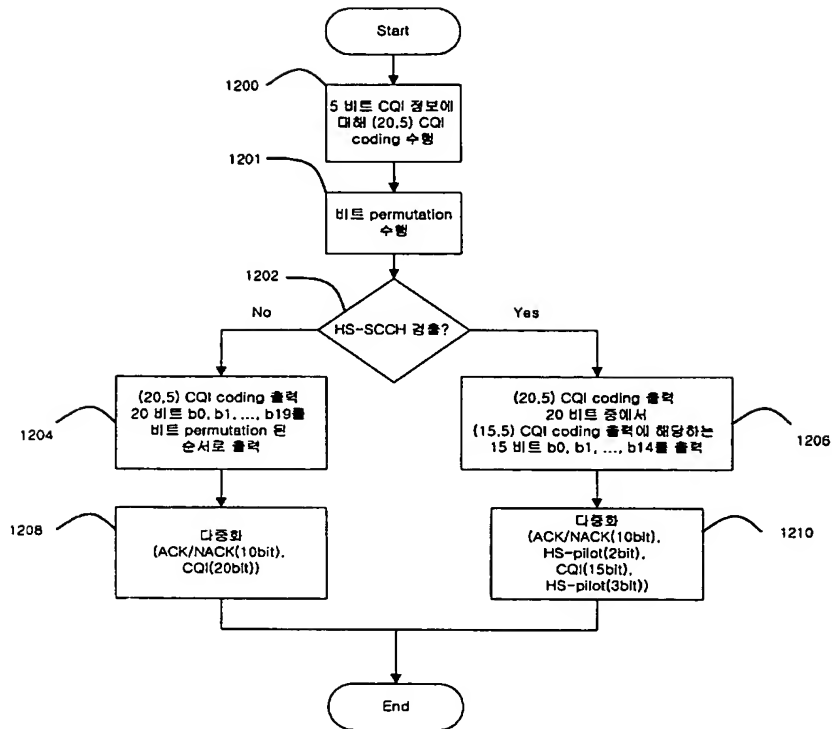 Start
1200
5 비트 CQI 정보에
대해 (20,5) CQI
coding 수행
1201
비트 permutation
수행
1202
HS-SCCH 검출?
No
Yes
1204
(20,5) CQI coding 출력
20 비트 b0, b1, ..., b19를
비트 permutation 된
순서로 출력
(20,5) CQI coding 출력
20 비트 중에서
(15,5) CQI coding 출력에 해당하는
15 비트 b0, b1, ..., b14를 출력
1206
1208
다중화
(ACK/NACK(10bit),
CQI(20bit))
다중화
(ACK/NACK(10bit),
HS-pilot(2bit),
CQI(15bit),
HS-pilot(3bit))
1210
End